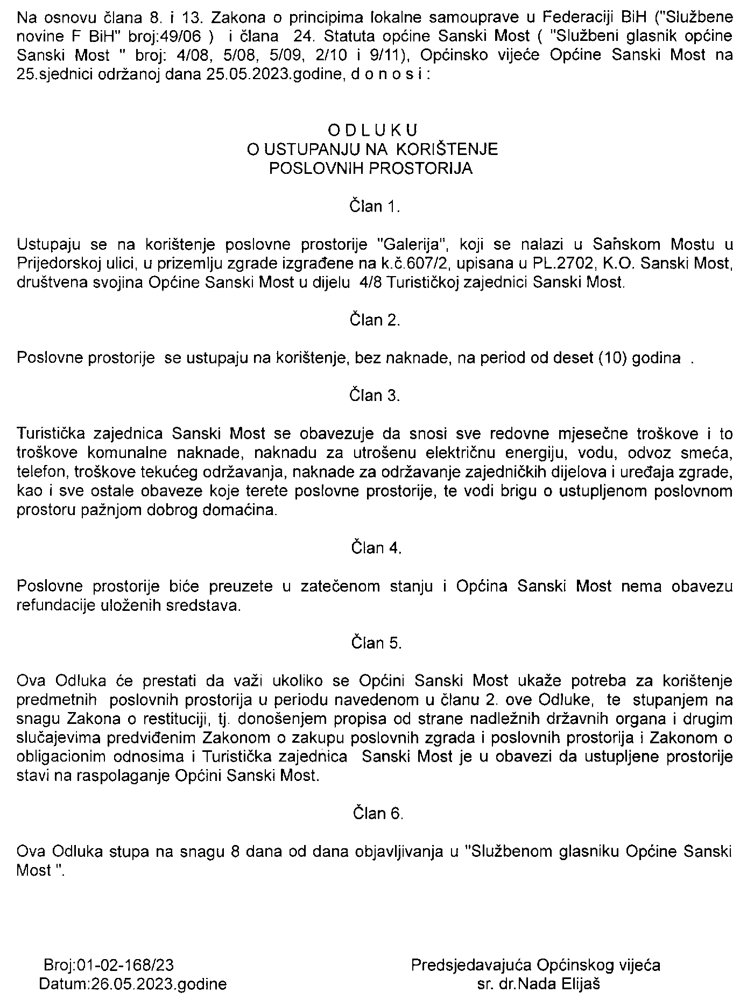 Na osnovu člana 8. i 13. Zakona o principima lokalne samouprave u Federaciji BiH ("Službene
novine F BiH" broj:49/06 ) i člana 24. Statuta općine Sanski Most ( "Službeni glasnik općine
Sanski Most " broj: 4/08, 5/08, 5/09, 2/10 i 9/11), Općinsko vijeće Općine Sanski Most na
25.sjednici održanoj dana 25.05.2023.godine, d o n o s i :
O D L U K U
O USTUPANJU NA KORIŠTENJE
POSLOVNIH PROSTORIJA
Član 1.
Ustupaju se na korištenje poslovne prostorije "Galerija", koji se nalazi u Sanskom Mostu u
Prijedorskoj ulici, u prizemlju zgrade izgrađene na k.č.607/2, upisana u PL.2702, K.O. Sanski Most,
društvena svojina Općine Sanski Most u dijelu 4/8 Turističkoj zajednici Sanski Most.
Član 2.
Poslovne prostorije se ustupaju na korištenje, bez naknade, na period od deset (10) godina .
Član 3.
Turistička zajednica Sanski Most se obavezuje da snosi sve redovne mjesečne troškove i to
troškove komunalne naknade, naknadu za utrošenu električnu energiju, vodu, odvoz smeća,
telefon, troškove tekućeg održavanja, naknade za održavanje zajedničkih dijelova i uređaja zgrade,
kao i sve ostale obaveze koje terete poslovne prostorije, te vodi brigu o ustupljenom poslovnom
prostoru pažnjom dobrog domaćina.
Član 4.
Poslovne prostorije biće preuzete u zatečenom stanju i Općina Sanski Most nema obavezu
refundacije uloženih sredstava.
Član 5.
Ova Odluka će prestati da važi ukoliko se Općini Sanski Most ukaže potreba za korištenje
predmetnih poslovnih prostorija u periodu navedenom u članu 2. ove Odluke, te stupanjem na
snagu Zakona o restituciji, tj. donošenjem propisa od strane nadležnih državnih organa i drugim
slučajevima predviđenim Zakonom o zakupu poslovnih zgrada i poslovnih prostorija i Zakonom o
obligacionim odnosima i Turistička zajednica Sanski Most je u obavezi da ustupljene prostorije
stavi na raspolaganje Općini Sanski Most.
Član 6.
Ova Odluka stupa na snagu 8 dana od dana objavljivanja u "Službenom glasniku Općine Sanski
Most ".
Broj:01-02-168/23
Datum:26.05.2023.godine
Predsjedavajuća Općinskog vijeća
sr. dr.Nada Elijaš